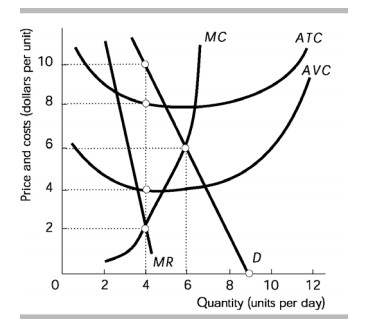 Price and costs (dollars per unit)
MC
ATC
AVC
10
8
6
4
2
MR
D
0
2
4
6
8
10
12
Quantity (units per day)